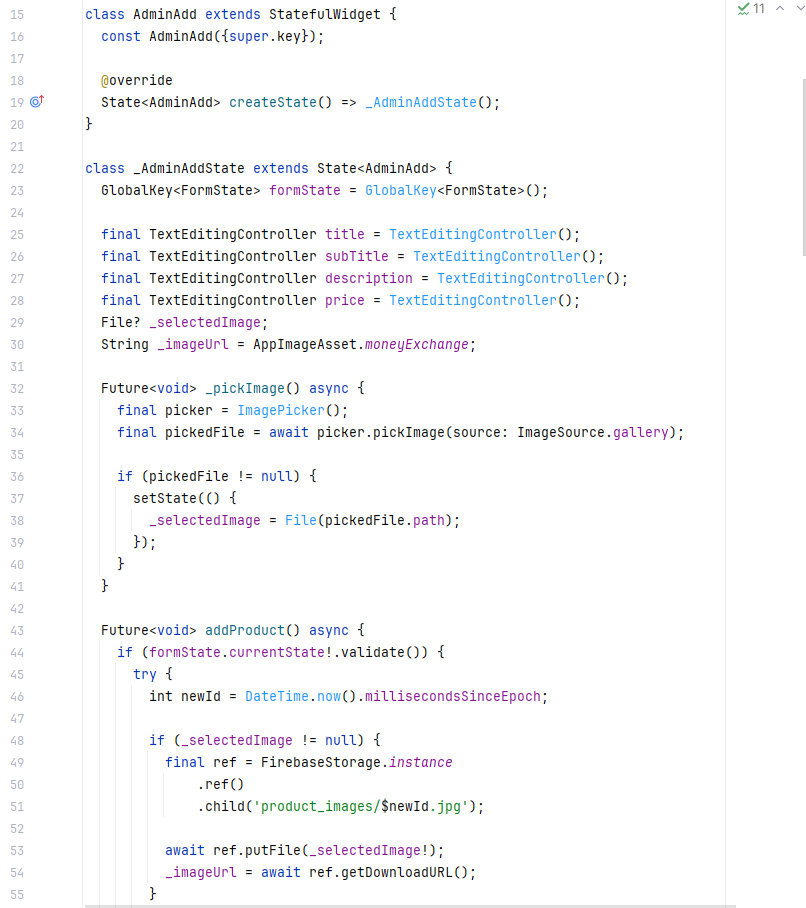 11
15 class AdminAdd extends StatefulWidget {
16   const AdminAdd({super.key});
17
18   @override
19   State<AdminAdd> createState() => _AdminAddState();
20 }
21
22 class _AdminAddState extends State<AdminAdd> {
23   GlobalKey<FormState> formState = GlobalKey<FormState>();
24
25   final TextEditingController title = TextEditingController();
26   final TextEditingController subTitle = TextEditingController();
27   final TextEditingController description = TextEditingController();
28   final TextEditingController price = TextEditingController();
29   File? _selectedImage;
30   String _imageUrl = AppImageAsset.moneyExchange;
31
32   Future<void> _pickImage() async {
33     final picker = ImagePicker();
34     final pickedFile = await picker.pickImage(source: ImageSource.gallery);
35
36     if (pickedFile != null) {
37       setState(() {
38         _selectedImage = File(pickedFile.path);
39       });
40     }
41   }
42
43   Future<void> addProduct() async {
44     if (formState.currentState!.validate()) {
45       try {
46         int newId = DateTime.now().millisecondsSinceEpoch;
47
48         if (_selectedImage != null) {
49           final ref = FirebaseStorage.instance
50               .ref()
51               .child('product_images/$newId.jpg');
52
53           await ref.putFile(_selectedImage!);
54           _imageUrl = await ref.getDownloadURL();
55         }